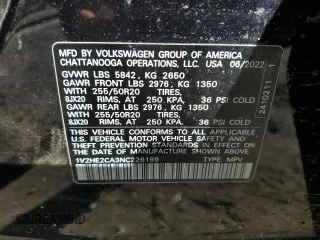 MFD. BY VOLKSWAGEN GROUP OF AMERICA
CHATTANOOGA OPERATIONS, LLC. USA 06/2022
GVWR LBS 5842, KG 2650
GAWR FRONT LBS 2976, KG 1350
WITH 255/50R20 TIRES,
8JX20 RIMS, AT 250 KPA, 36 PSI COLD
GAWR REAR LBS 2976, KG 1350
WITH 255/50R20 TIRES,
8JX20 RIMS, AT 250 KPA, 36 PSI COLD
THIS VEHICLE CONFORMS TO ALL APPLICABLE
U.S. FEDERAL MOTOR VEHICLE SAFETY AND
THEFT PREVENTION STANDARDS IN EFFECT ON
THE DATE OF MANUFACTURE SHOWN ABOVE.
1V2HE2CA3NC226199 TYPE: MPV
2410211